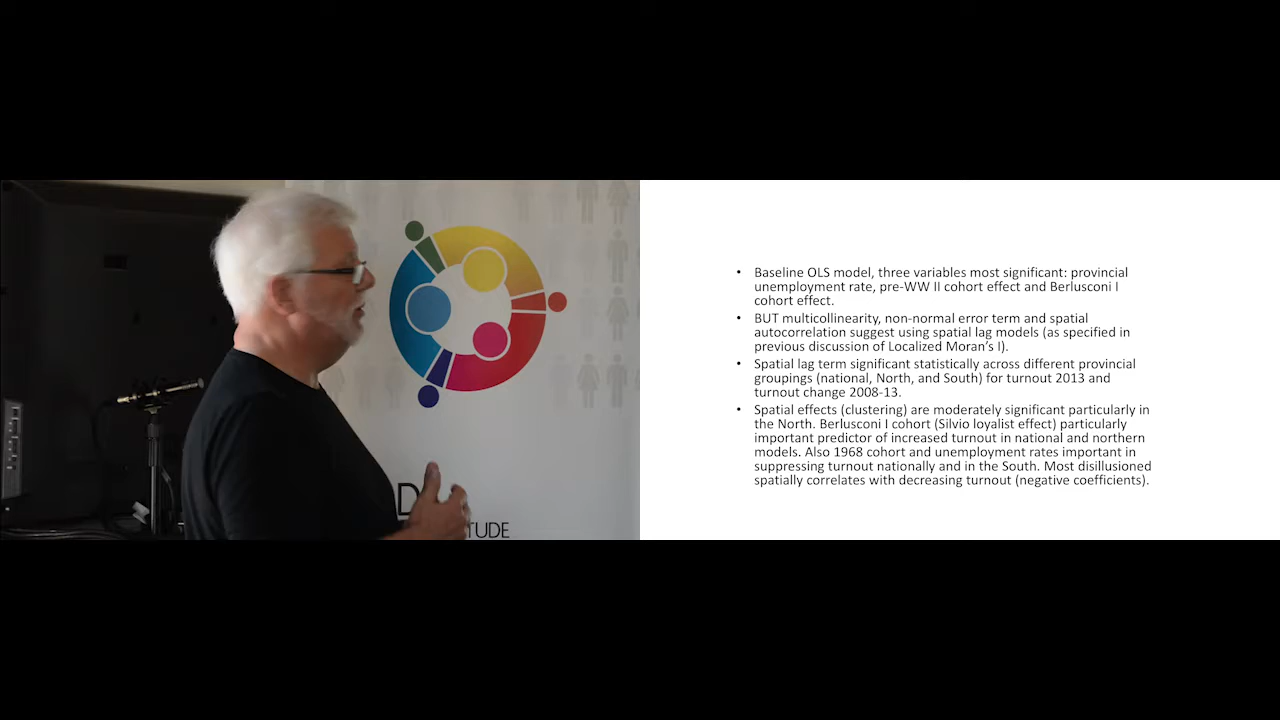 D
TUDE
• Baseline OLS model, three variables most significant: provincial
unemployment rate, pre-WW II cohort effect and Berlusconi I
cohort effect.
• BUT multicollinearity, non-normal error term and spatial
autocorrelation suggest using spatial lag models (as specified in
previous discussion of Localized Moran’s I).
• Spatial lag term significant statistically across different provincial
groupings (national, North, and South) for turnout 2013 and
turnout change 2008-13.
• Spatial effects (clustering) are moderately significant particularly in
the North. Berlusconi I cohort (Silvio loyalist effect) particularly
important predictor of increased turnout in national and northern
models. Also 1968 cohort and unemployment rates important in
suppressing turnout nationally and in the South. Most disillusioned
spatially correlates with decreasing turnout (negative coefficients).